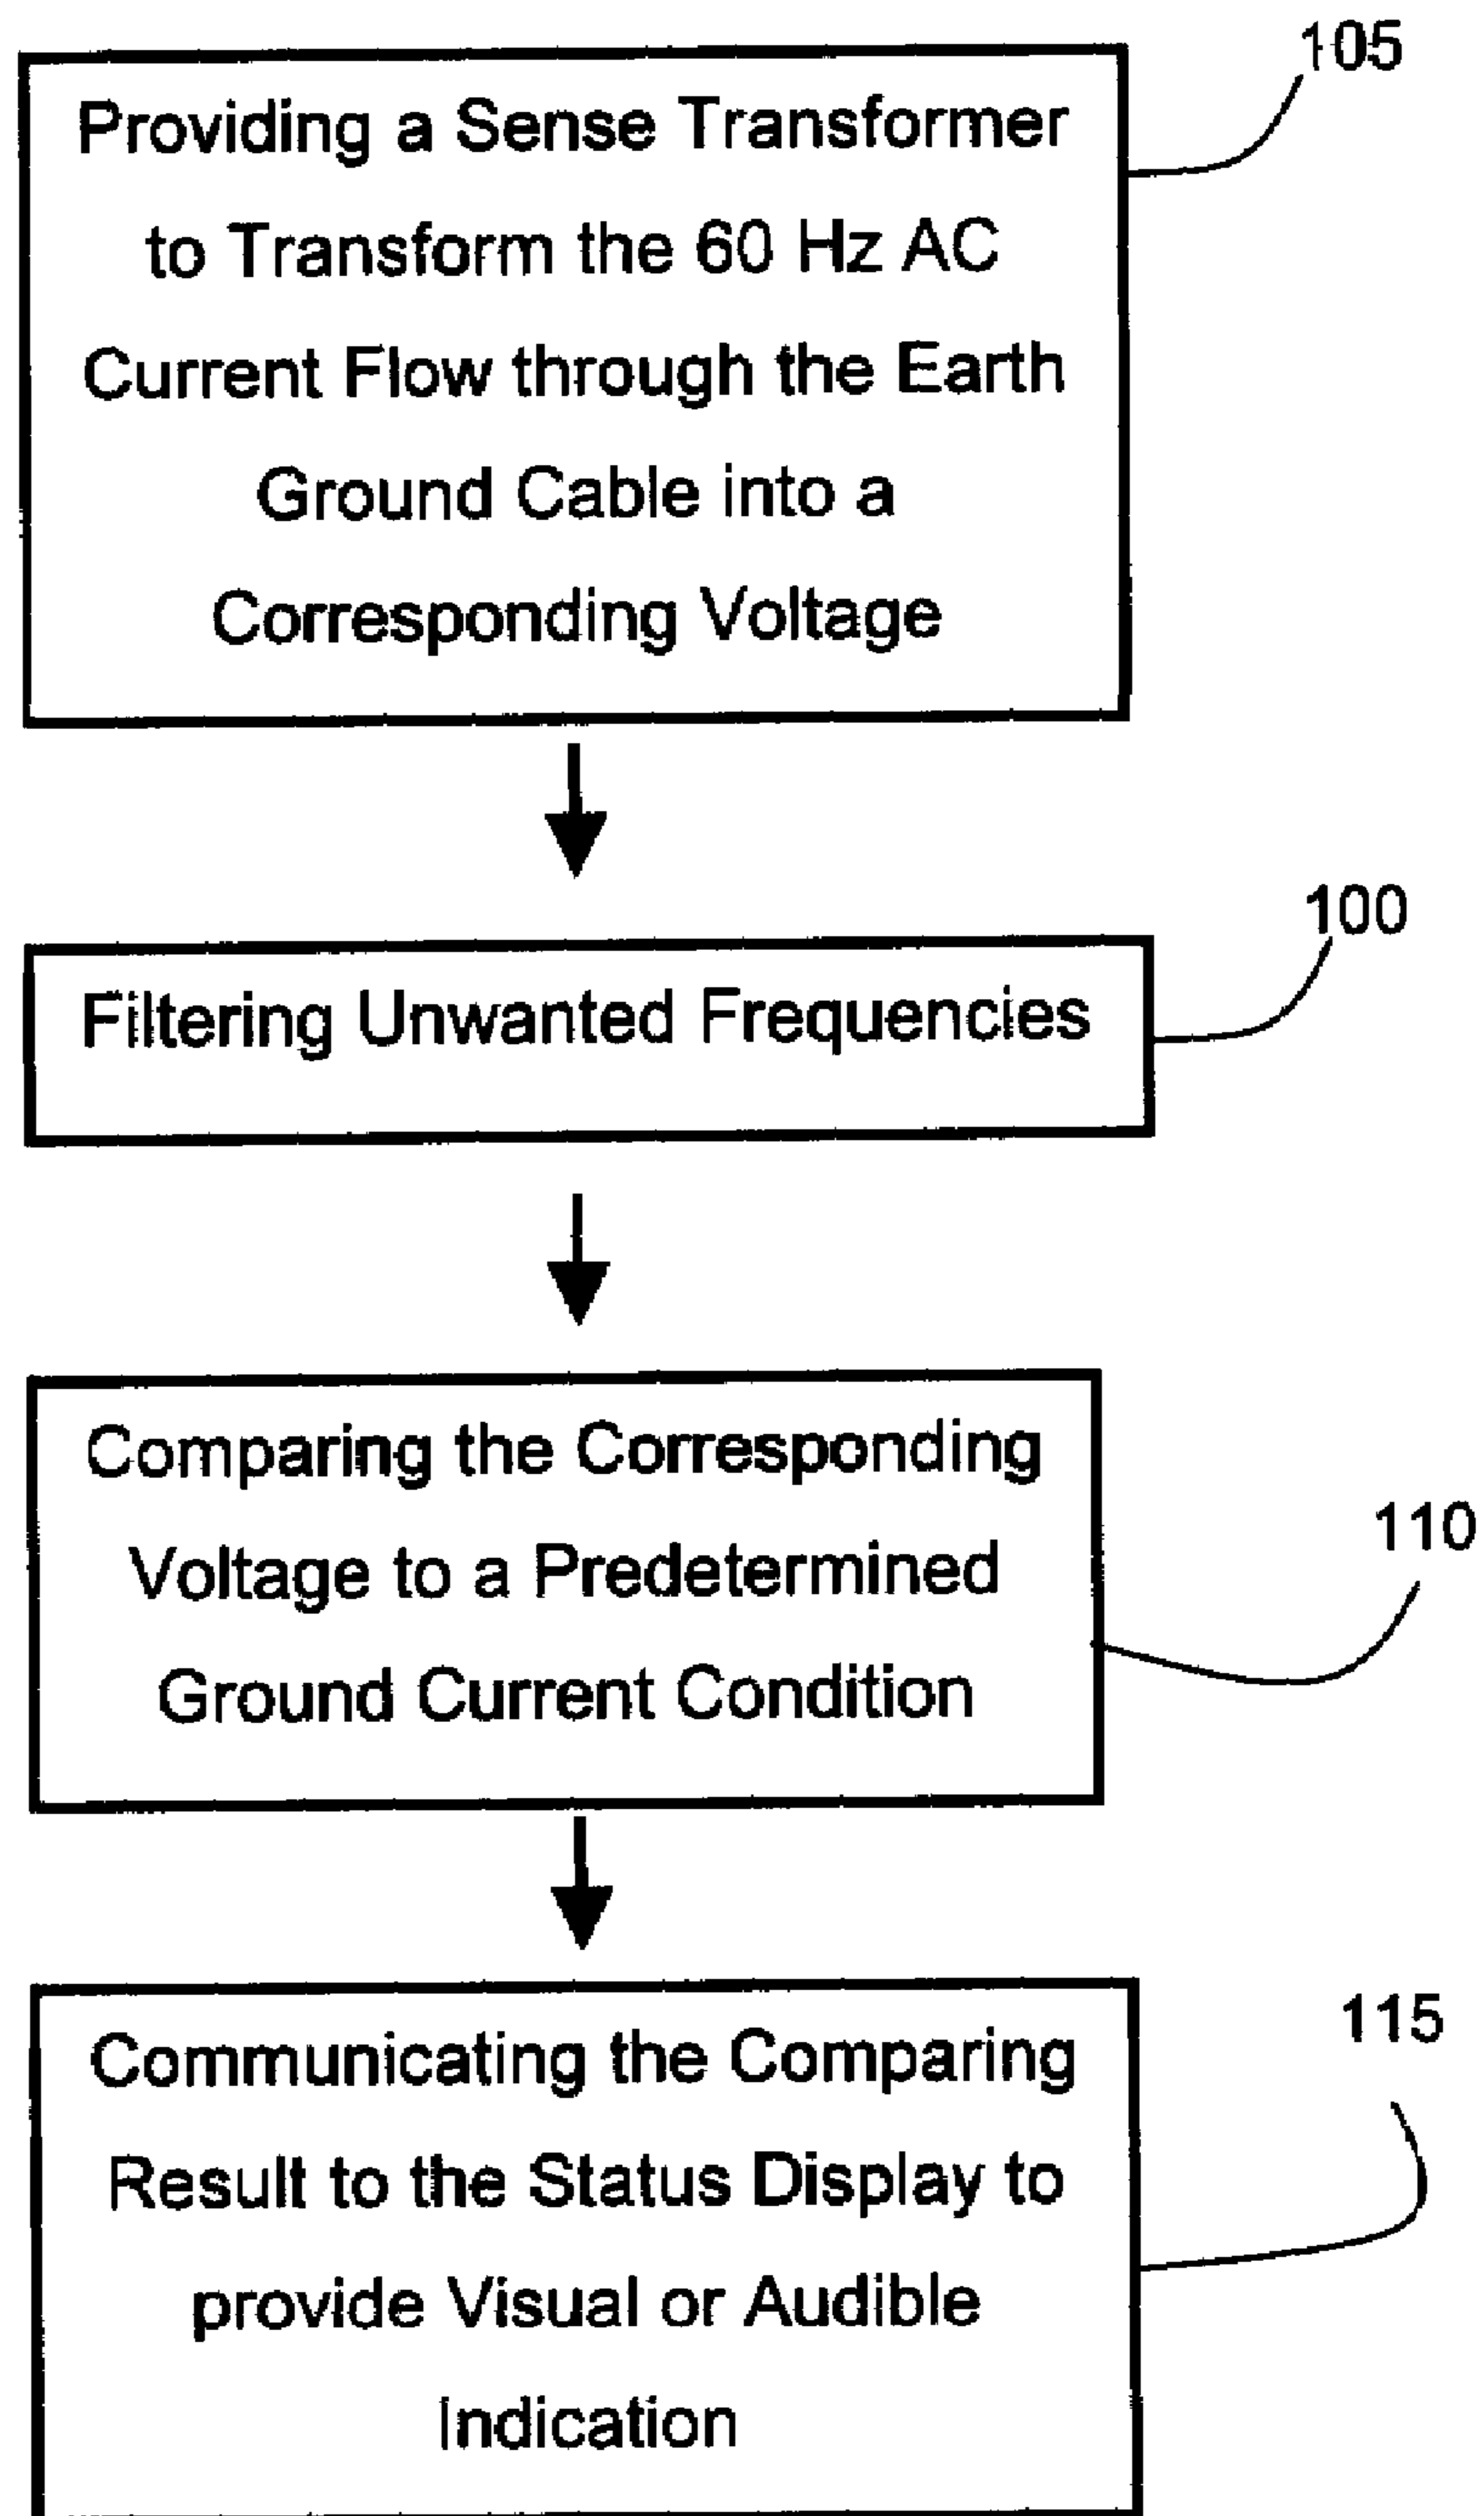 105
Providing a Sense Transformer
to Transform the 60 Hz AC
Current Flow through the Earth
Ground Cable into a
Corresponding Voltage
100
Filtering Unwanted Frequencies
Comparing the Corresponding
Voltage to a Predetermined
Ground Current Condition
110
Communicating the Comparing
Result to the Status Display to
provide Visual or Audible
Indication
115